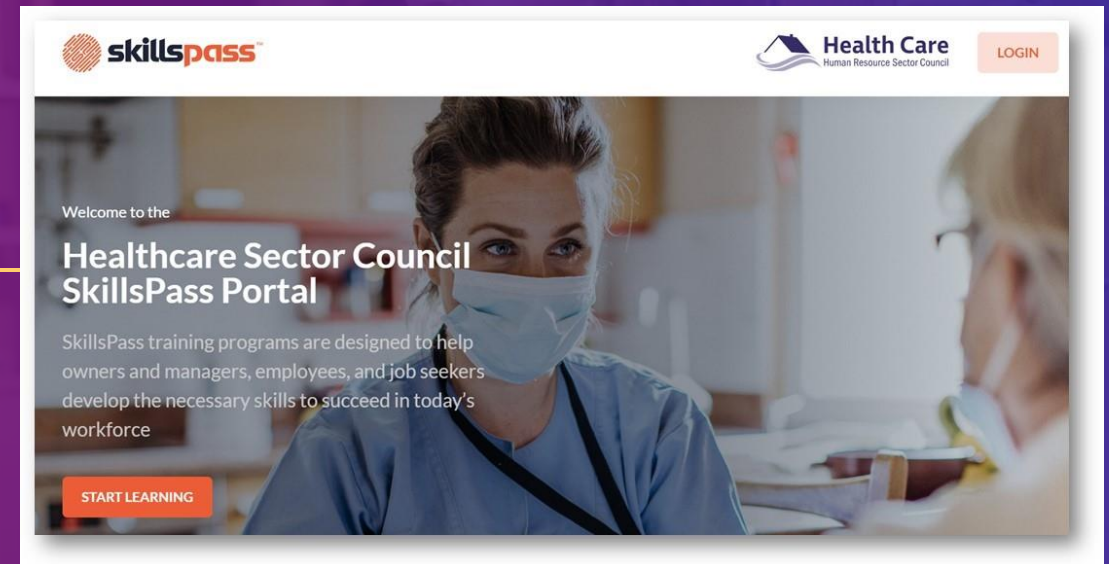 skillspass™
Health Care
Human Resource Sector Council
LOGIN
Welcome to the
Healthcare Sector Council
SkillsPass Portal
SkillsPass training programs are designed to help
owners and managers, employees, and job seekers
develop the necessary skills to succeed in today's
workforce
START LEARNING